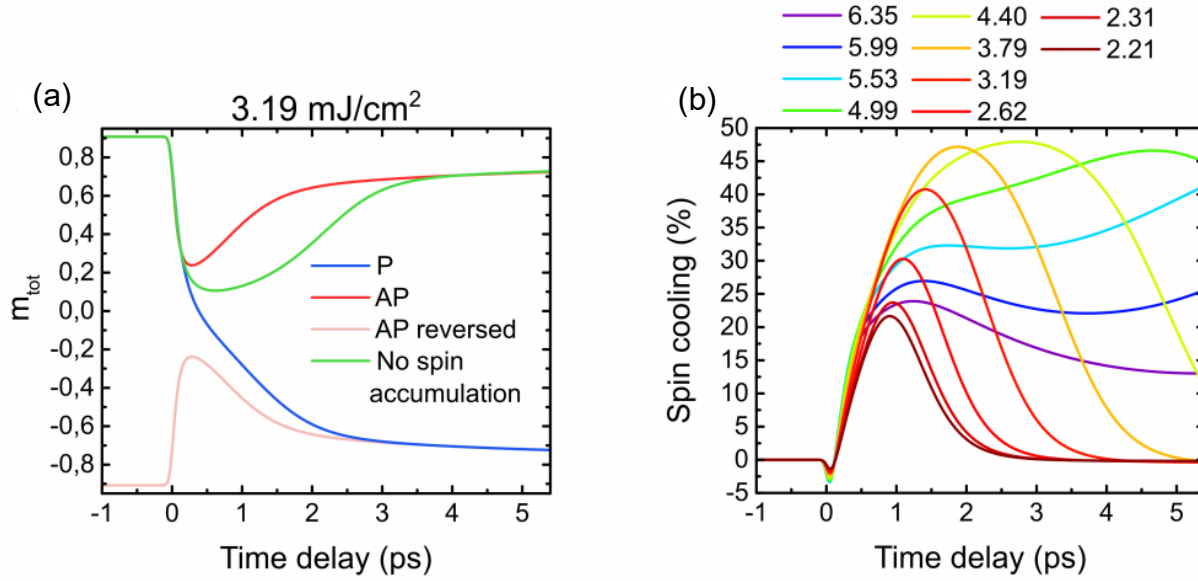 (a)
3.19 mJ/cm²
0,8
0,6
0,4
0,2
0,0
-0,2
-0,4
-0,6
-0,8
m_tot
P
AP
AP reversed
No spin
accumulation
-1 0 1 2 3 4 5
Time delay (ps)
6.35 4.40 2.31
5.99 3.79 2.21
5.53 3.19
4.99 2.62
(b)
50
45
40
35
30
25
20
15
10
5
0
-5
Spin cooling (%)
-1 0 1 2 3 4 5
Time delay (ps)